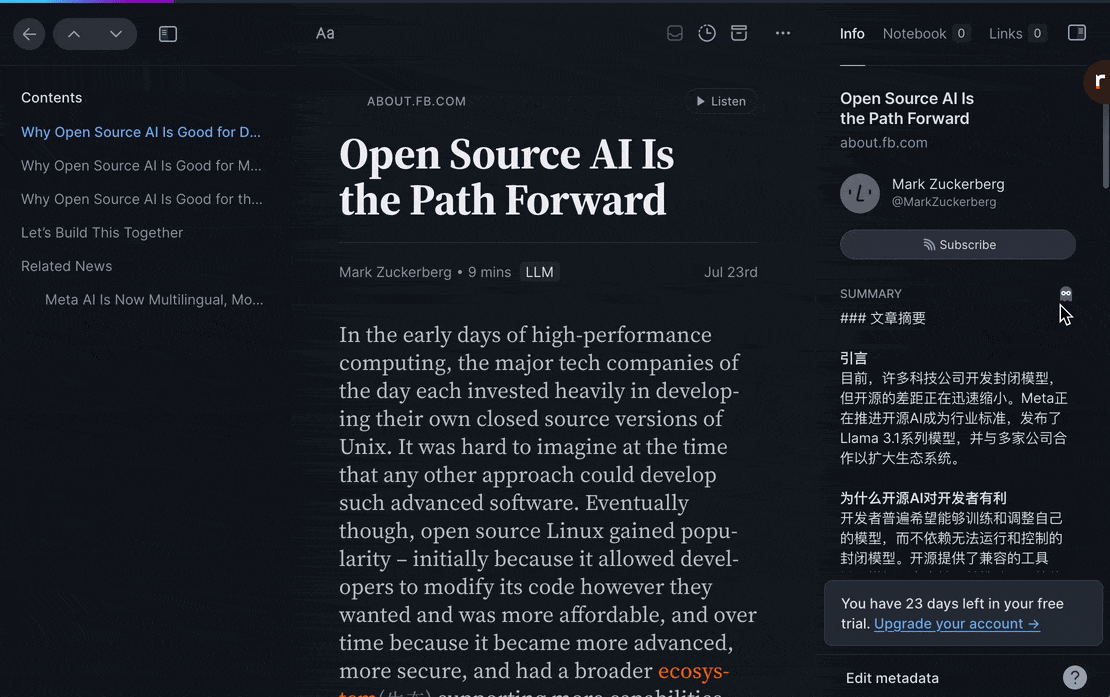 Aa
Info
Notebook 0
Links 0
Contents
Why Open Source AI Is Good for D...
Why Open Source AI Is Good for M...
Why Open Source AI Is Good for th...
Let's Build This Together
Related News
Meta AI Is Now Multilingual, Mo...
ABOUT.FB.COM
Listen
Open Source AI Is
the Path Forward
Mark Zuckerberg • 9 mins LLM
Jul 23rd
In the early days of high-performance
computing, the major tech companies of
the day each invested heavily in develop-
ing their own closed source versions of
Unix. It was hard to imagine at the time
that any other approach could develop
such advanced software. Eventually
though, open source Linux gained popu-
larity – initially because it allowed devel-
opers to modify its code however they
wanted and was more affordable, and over
time because it became more advanced,
more secure, and had a broader ecosys-
r
Open Source AI Is
the Path Forward
about.fb.com
Mark Zuckerberg
@MarkZuckerberg
Subscribe
SUMMARY
### 文章摘要
引言
目前，许多科技公司开发封闭模型，
但开源的差距正在迅速缩小。Meta正
在推进开源AI成为行业标准，发布了
Llama 3.1系列模型，并与多家公司合
作以扩大生态系统。
为什么开源AI对开发者有利
开发者普遍希望能够训练和调整自己
的模型，而不依赖无法运行和控制的
封闭模型。开源提供了兼容的工具
You have 23 days left in your free
trial. Upgrade your account →
Edit metadata
?